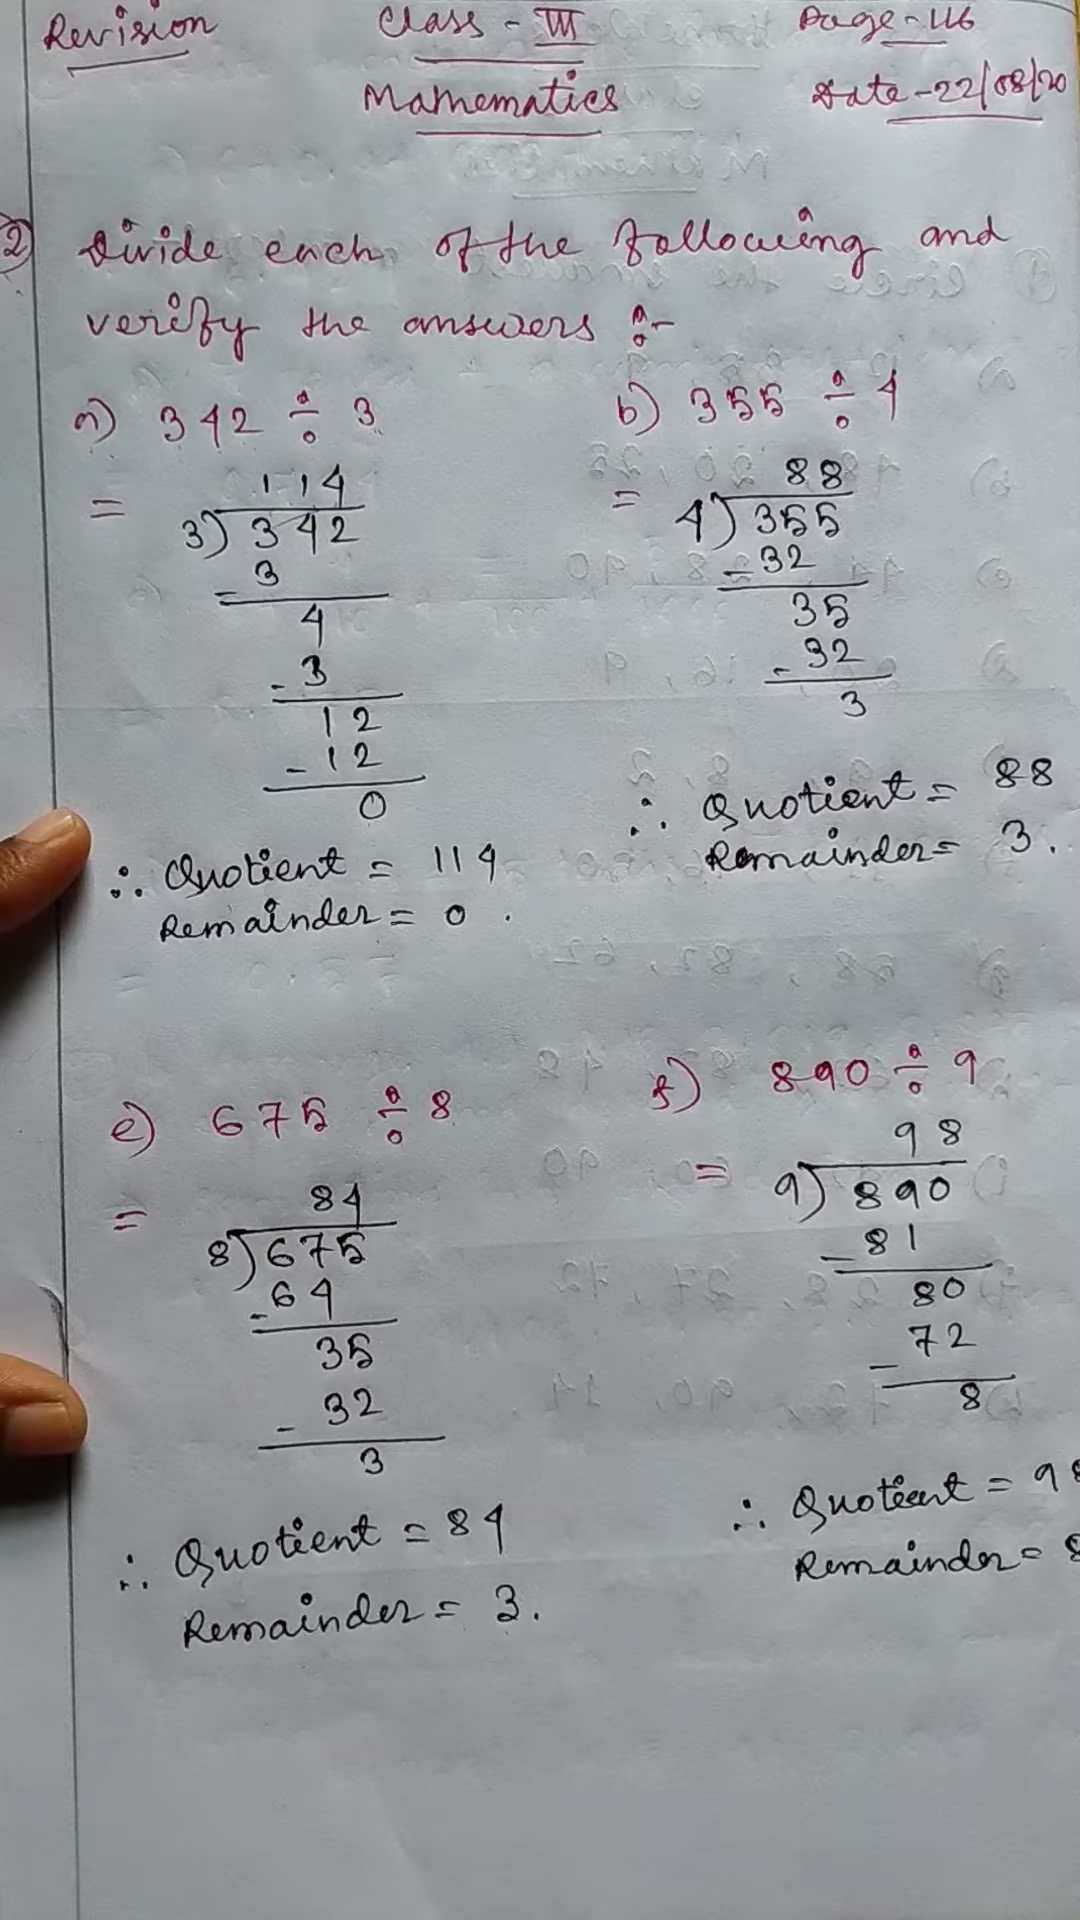 Revision Class - III Page - 116
Mathematics Date - 22/08/20
2) Divide each of the following and
verify the answers :-
a) 342 ÷ 3
=
114
3) 342
- 3
4
- 3
12
- 12
0
∴ Quotient = 114
Remainder = 0 .
b) 355 ÷ 4
=
88
4) 355
- 32
35
- 32
3
∴ Quotient = 88
Remainder = 3 .
e) 675 ÷ 8
=
84
8) 675
- 64
35
- 32
3
∴ Quotient = 84
Remainder = 3 .
f) 890 ÷ 9
=
98
9) 890
- 81
80
- 72
8
∴ Quotient = 98
Remainder = 8